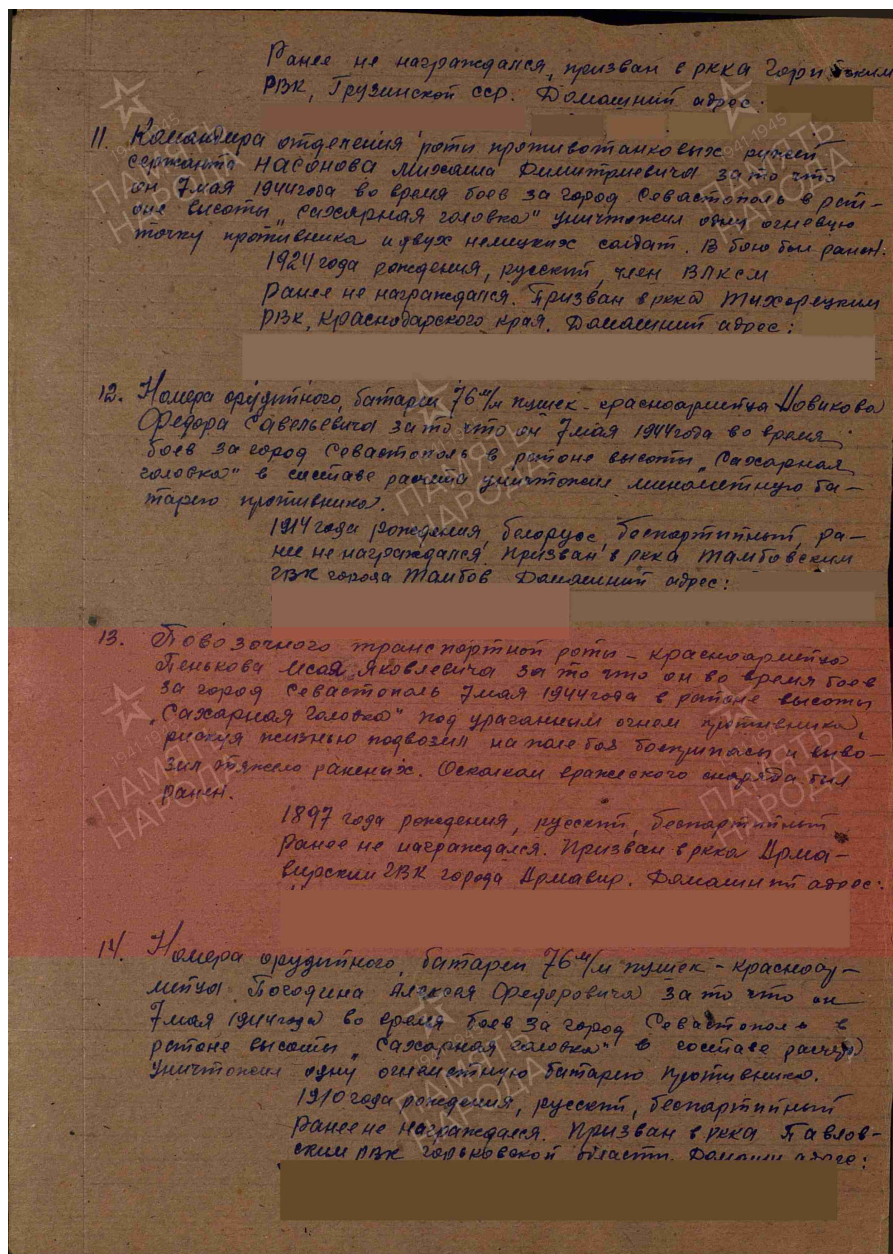 Ранее не награждался, призван в РККА Горийским
РВК, Грузинской ССР. Домашний адрес.
11. Командира отделения роты противотанковых ружей
сержанта Насонова Михаила Димитриевича за то что
он 7 мая 1944 года во время боев за город Севастополь в рай-
оне высоты „Сахарная головка" уничтожил одну огневую
точку противника и двух немецких солдат. В бою был ранен.
1924 года рождения, русский, член ВЛКСМ
Ранее не награждался. Призван в РККА Тихорецким
РВК, Краснодарского края. Домашний адрес:
12. Номера орудийного, батареи 76 м/м пушек - красноармейца Новикова
Федора Савельевича за то что он 7 мая 1944 года во время
боев за город Севастополь в районе высоты „Сахарная
головка" в составе расчета уничтожил минометную ба-
тарею противника.
1914 года рождения, белорус, беспартийный, ра-
нее не награждался. Призван в РККА Тамбовским
ГВК города Тамбов Домашний адрес:
13. Повозочного транспортной роты - красноармейца
Пенькова Исая Яковлевича за то что он во время боев
за город Севастополь 7 мая 1944 года в районе высоты
„Сахарная Головка" под ураганным огнем противника,
рискуя жизнью подвозил на поле боя боеприпасы и выво-
зил тяжело раненых. Осколком вражеского снаряда был
ранен.
1897 года рождения, русский, беспартийный
Ранее не награждался. Призван в РККА Арма-
вирским ГВК города Армавир. Домашний адрес:
14. Номера орудийного, батареи 76 м/м пушек - красноар-
мейца Погодина Алексея Федоровича за то что он
7 мая 1944 года во время боев за город Севастополь в
районе высоты „Сахарная головка" в составе расчета
уничтожил одну огнеметную батарею противника.
1910 года рождения, русский, беспартийный
Ранее не награждался. Призван в РККА Павлов-
ским РВК Горьковской области. Домашн адрес:
1941-1945
ПАМЯТЬ
НАРОДА